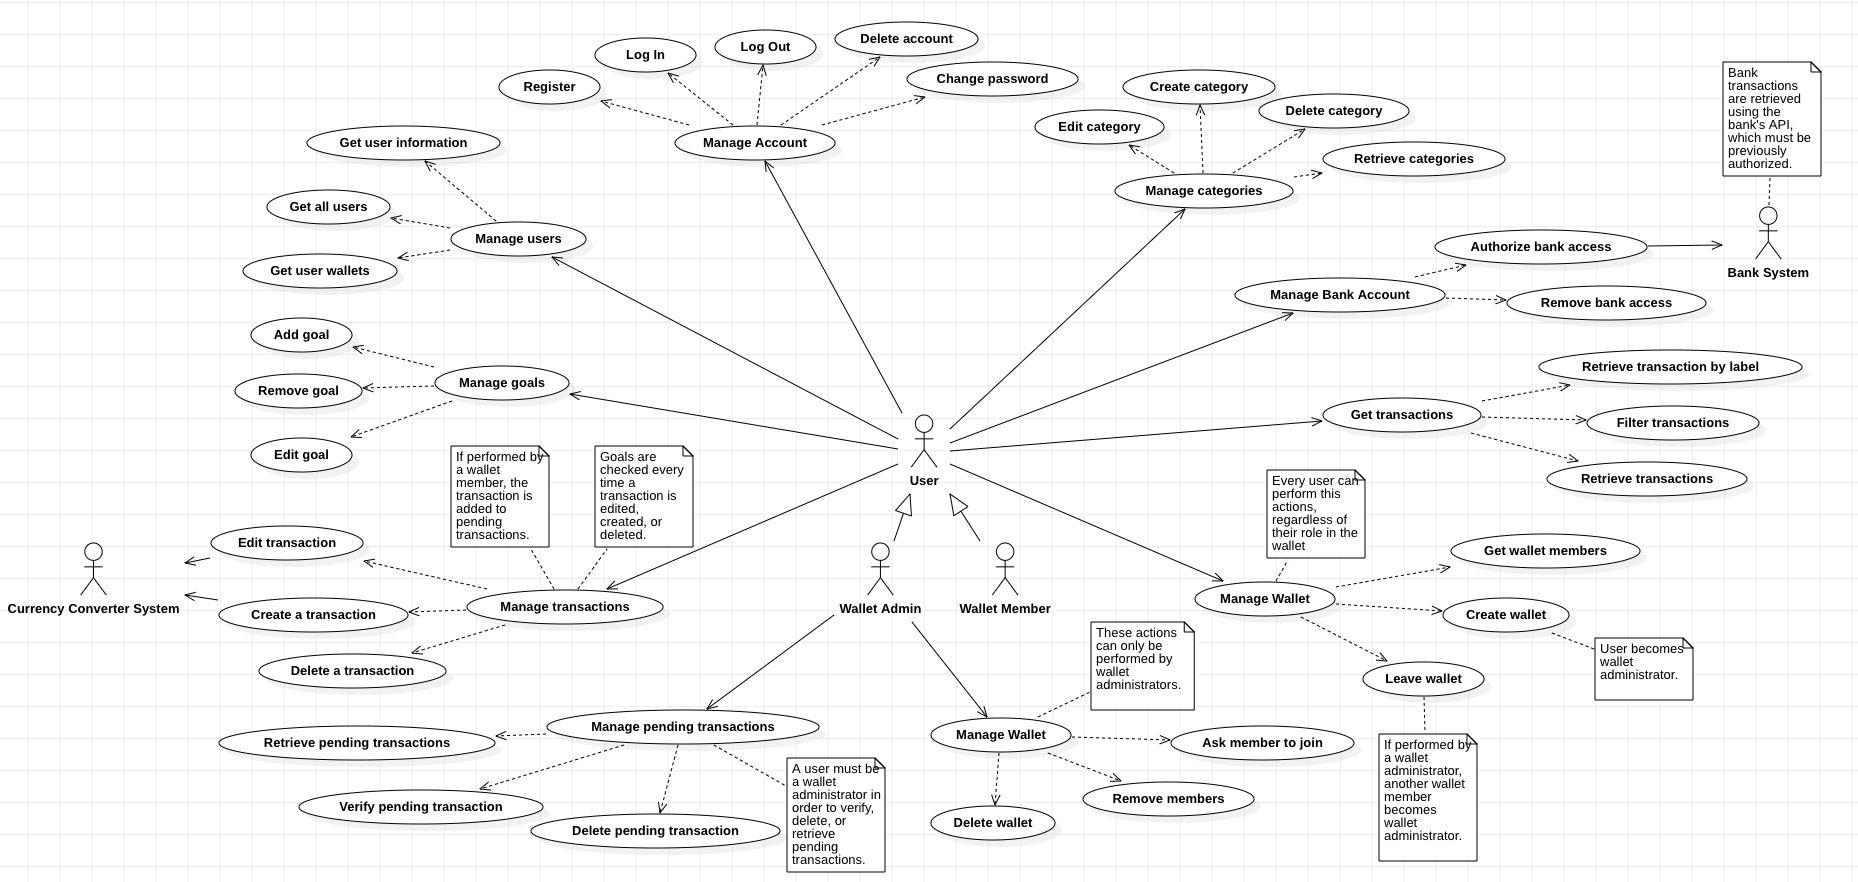 Delete account
Log In
Log Out
Register
Change password
Manage Account
Create category
Delete category
Edit category
Retrieve categories
Manage categories
Bank
transactions
are retrieved
using the
bank's API,
which must be
previously
authorized.
Get user information
Get all users
Manage users
Get user wallets
Authorize bank access
Bank System
Manage Bank Account
Remove bank access
Add goal
Manage goals
Remove goal
Edit goal
Retrieve transaction by label
Get transactions
Filter transactions
Retrieve transactions
If performed by
a wallet
member, the
transaction is
added to
pending
transactions.
Goals are
checked every
time a
transaction is
edited,
created, or
deleted.
User
Every user can
perform this
actions,
regardless of
their role in the
wallet
Edit transaction
Currency Converter System
Create a transaction
Manage transactions
Delete a transaction
Wallet Admin
Wallet Member
Get wallet members
Manage Wallet
Create wallet
User becomes
wallet
administrator.
Leave wallet
These actions
can only be
performed by
wallet
administrators.
Manage pending transactions
Retrieve pending transactions
Verify pending transaction
Delete pending transaction
A user must be
a wallet
administrator in
order to verify,
delete, or
retrieve
pending
transactions.
Manage Wallet
Ask member to join
Remove members
Delete wallet
If performed by
a wallet
administrator,
another wallet
member
becomes
wallet
administrator.